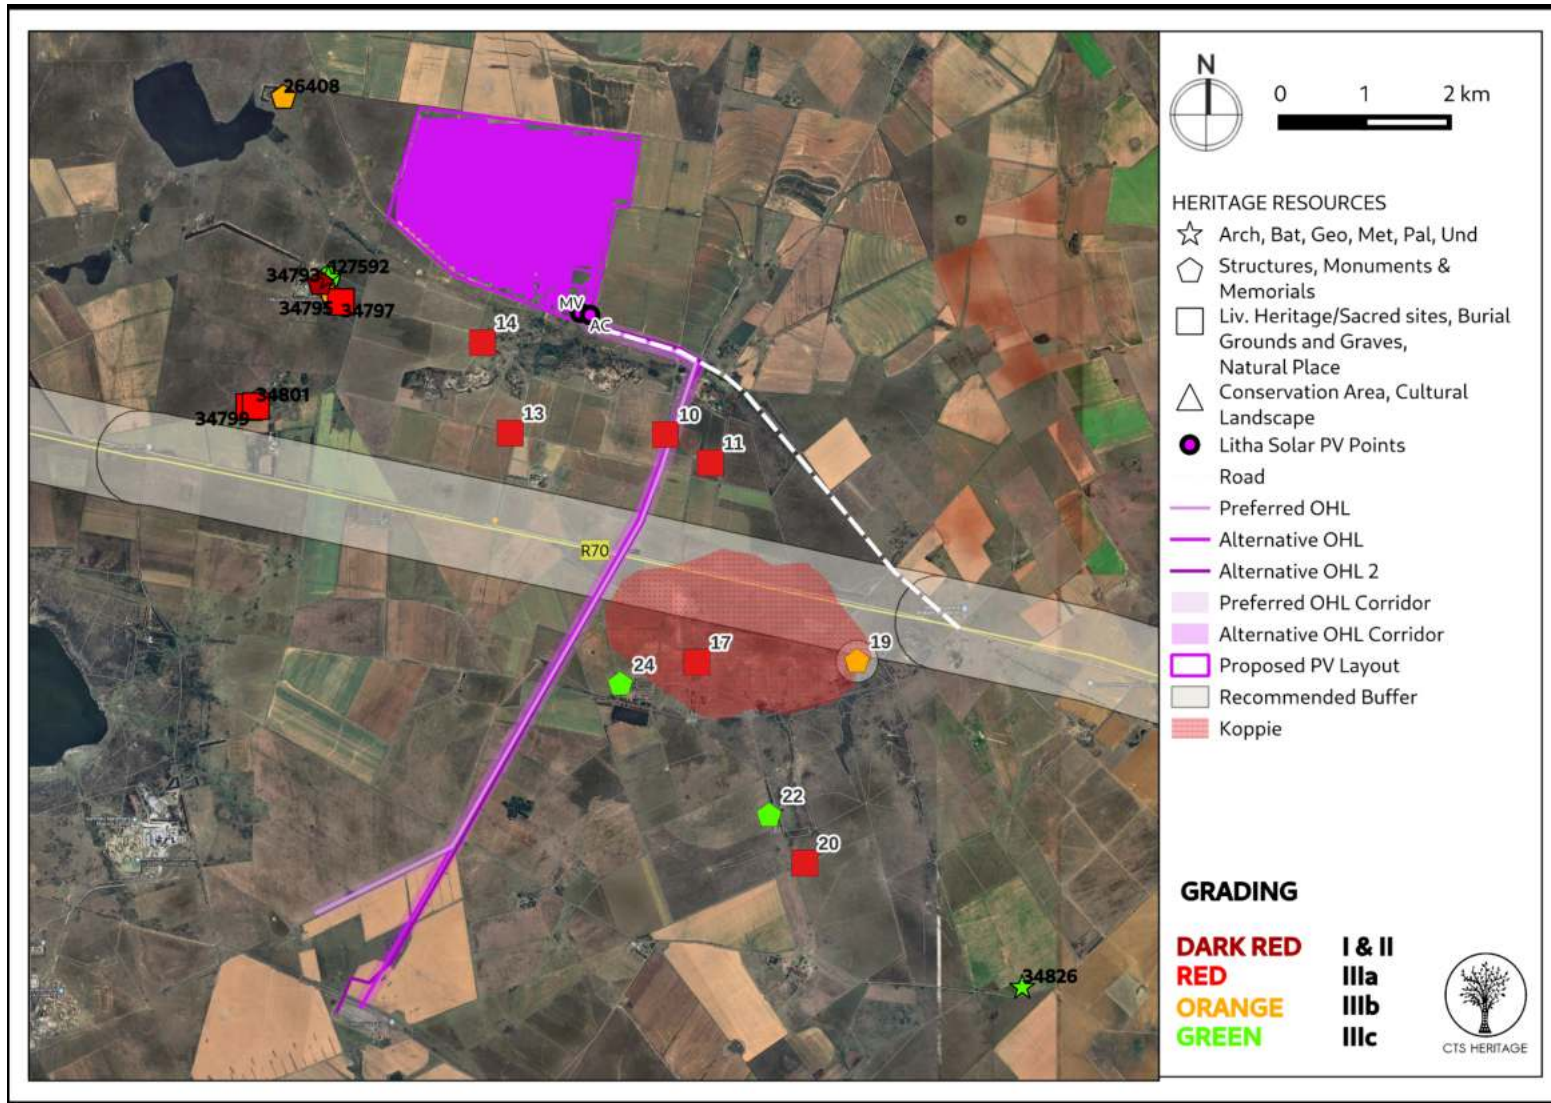 26408
34793
427592
34795
34797
34801
34799
MV
AC
14
13
10
11
R70
17
19
24
22
20
34826
N
0 1 2 km
HERITAGE RESOURCES
Arch, Bat, Geo, Met, Pal, Und
Structures, Monuments &
Memorials
Liv. Heritage/Sacred sites, Burial
Grounds and Graves,
Natural Place
Conservation Area, Cultural
Landscape
Litha Solar PV Points
Road
Preferred OHL
Alternative OHL
Alternative OHL 2
Preferred OHL Corridor
Alternative OHL Corridor
Proposed PV Layout
Recommended Buffer
Koppie
GRADING
DARK RED I & II
RED IIIa
ORANGE IIIb
GREEN IIIc
CTS HERITAGE